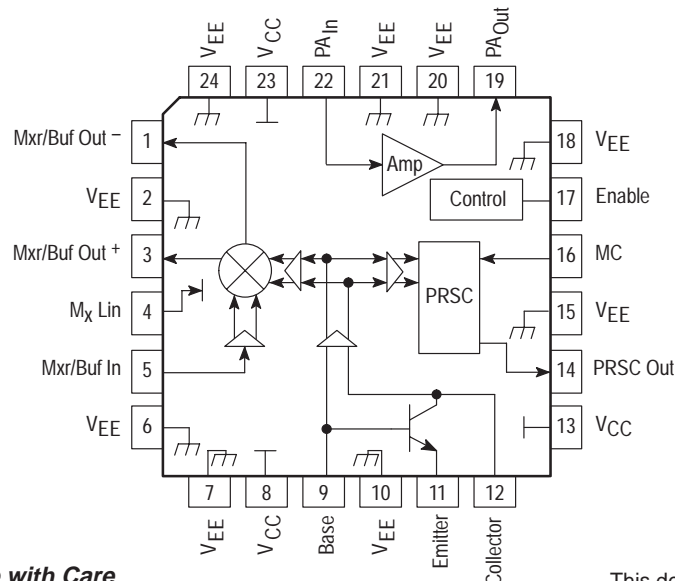 VEE
VCC
PAIn
VEE
VEE
PAOut
24
23
22
21
20
19
Mxr/Buf Out –
1
Amp
18
VEE
VEE
2
Control
17
Enable
Mxr/Buf Out +
3
PRSC
16
MC
Mx Lin
4
15
VEE
Mxr/Buf In
5
14
PRSC Out
VEE
6
13
VCC
7
8
9
10
11
12
VEE
VCC
Base
VEE
Emitter
Collector
with Care
This de